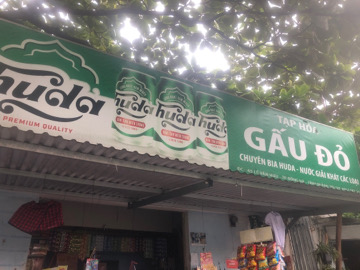 huda
PREMIUM QUALITY
huda
huda
huda
TẠP HÓA
GẤU ĐỎ
CHUYÊN BIA HUDA - NƯỚC GIẢI KHÁT CÁC LOẠI